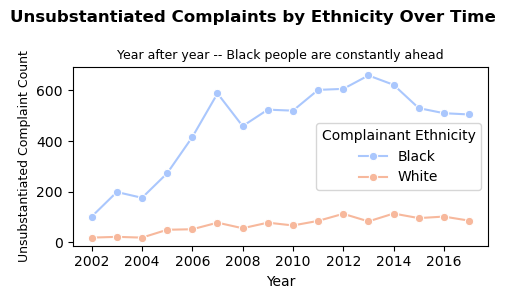 Unsubstantiated Complaints by Ethnicity Over Time
Year after year -- Black people are constantly ahead
Unsubstantiated Complaint Count
600
400
200
0
Complainant Ethnicity
Black
White
2002 2004 2006 2008 2010 2012 2014 2016
Year